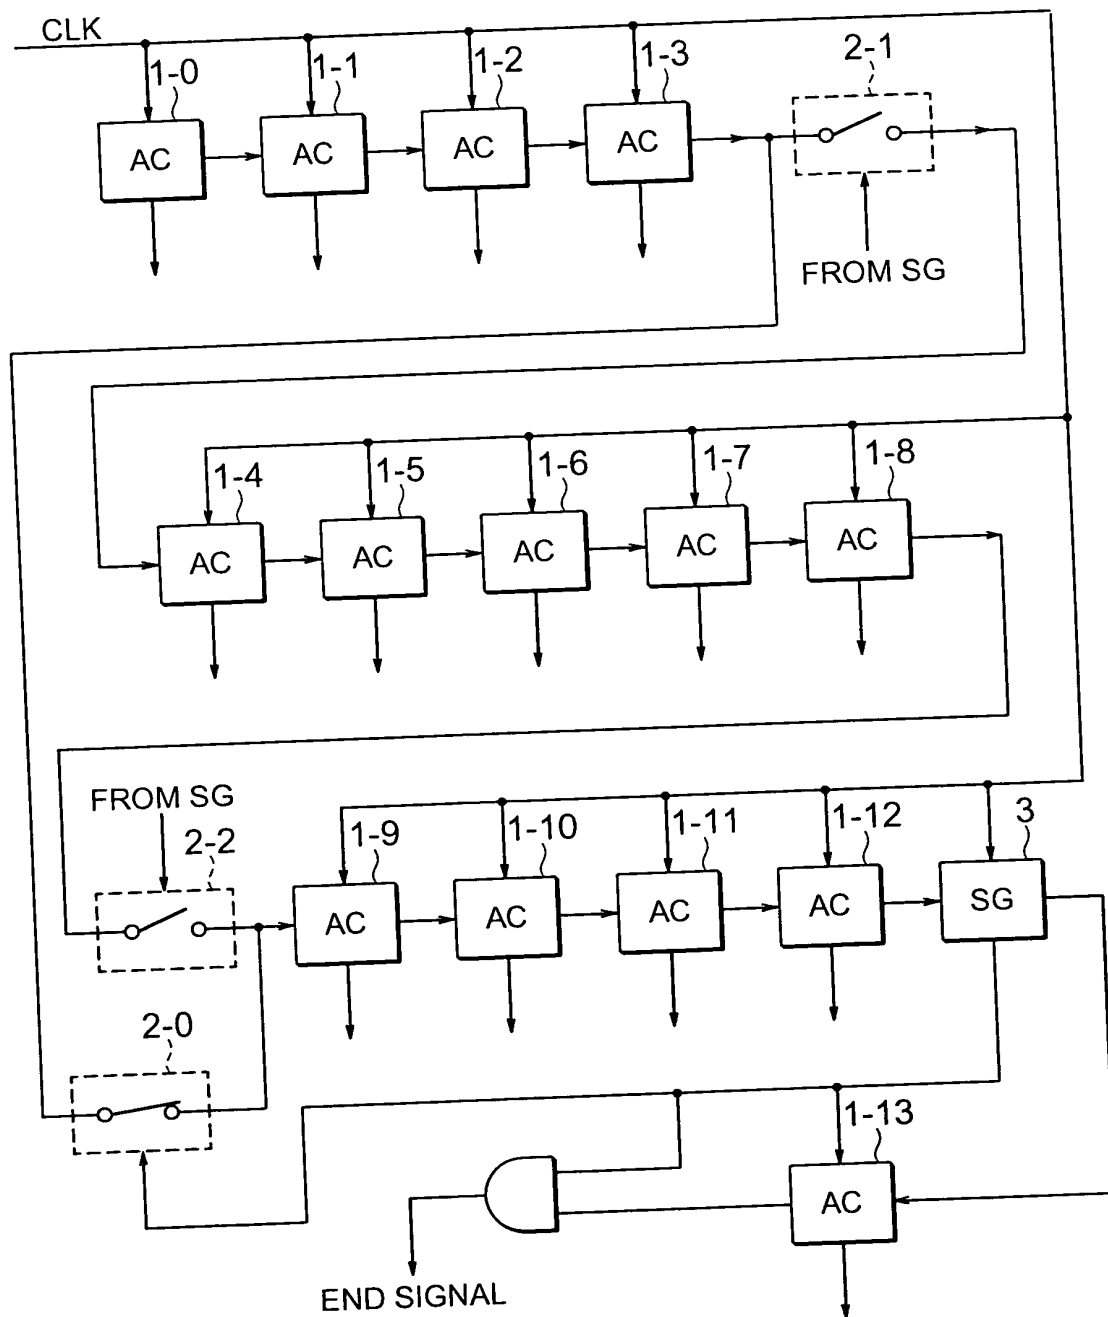 CLK
1-0 1-1 1-2 1-3 2-1
AC AC AC AC
FROM SG
1-4 1-5 1-6 1-7 1-8
AC AC AC AC AC
FROM SG
2-2 1-9 1-10 1-11 1-12 3
AC AC AC AC SG
2-0
1-13
AC
END SIGNAL